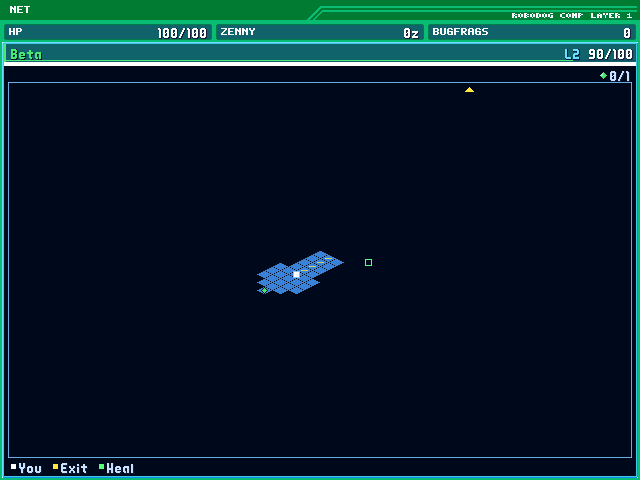 NET
ROBODOG COMP LAYER 1
HP 100/100 ZENNY 0z BUGFRAGS 0
Beta L2 90/100
0/1
You Exit Heal